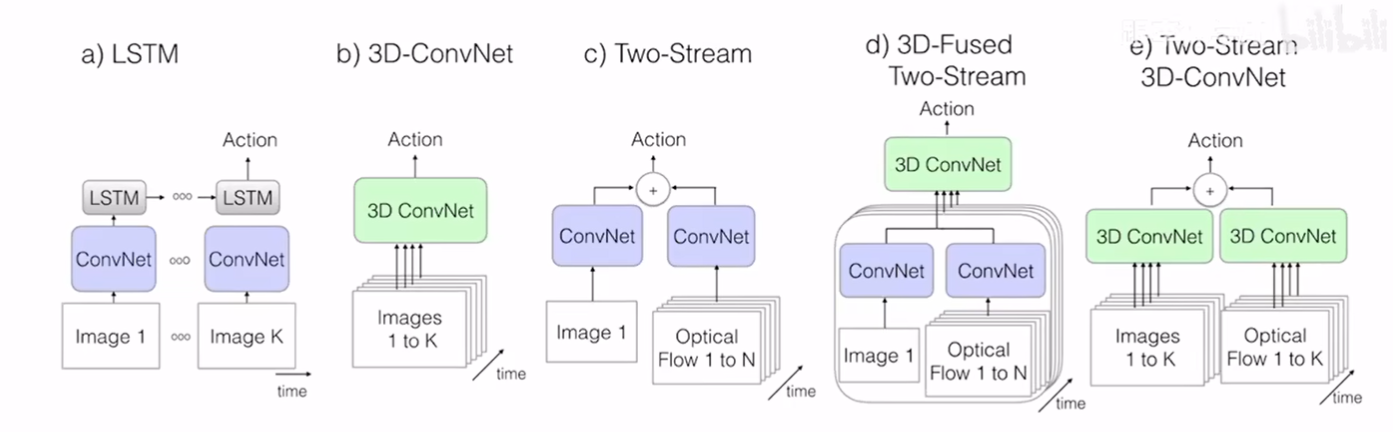 a) LSTM
Action
LSTM
LSTM
ConvNet
ConvNet
Image 1
Image K
time
b) 3D-ConvNet
Action
3D ConvNet
Images
1 to K
time
c) Two-Stream
Action
+
ConvNet
ConvNet
Image 1
Optical
Flow 1 to N
time
d) 3D-Fused
Two-Stream
Action
3D ConvNet
ConvNet
ConvNet
Image 1
Optical
Flow 1 to N
time
e) Two-Stream
3D-ConvNet
Action
+
3D ConvNet
3D ConvNet
Images
1 to K
Optical
Flow 1 to K
time
bilibili